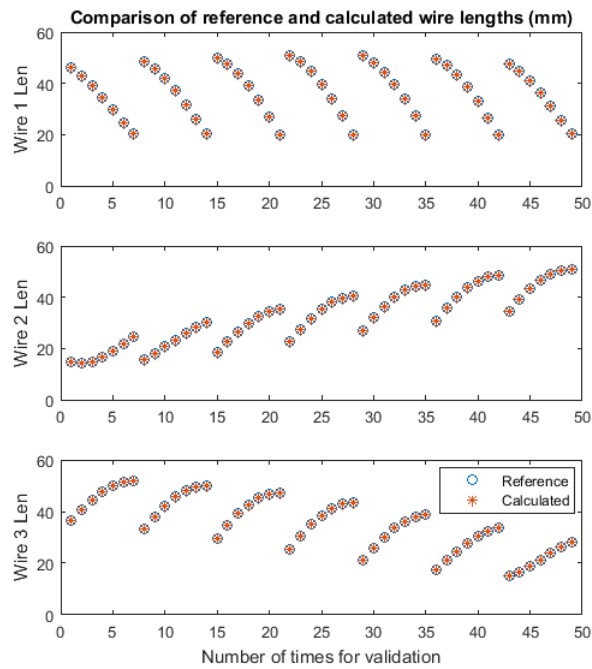 Comparison of reference and calculated wire lengths (mm)
Wire 1 Len
60
40
20
0
0 5 10 15 20 25 30 35 40 45 50
Wire 2 Len
60
40
20
0
0 5 10 15 20 25 30 35 40 45 50
Wire 3 Len
60
40
20
0
Reference
Calculated
0 5 10 15 20 25 30 35 40 45 50
Number of times for validation